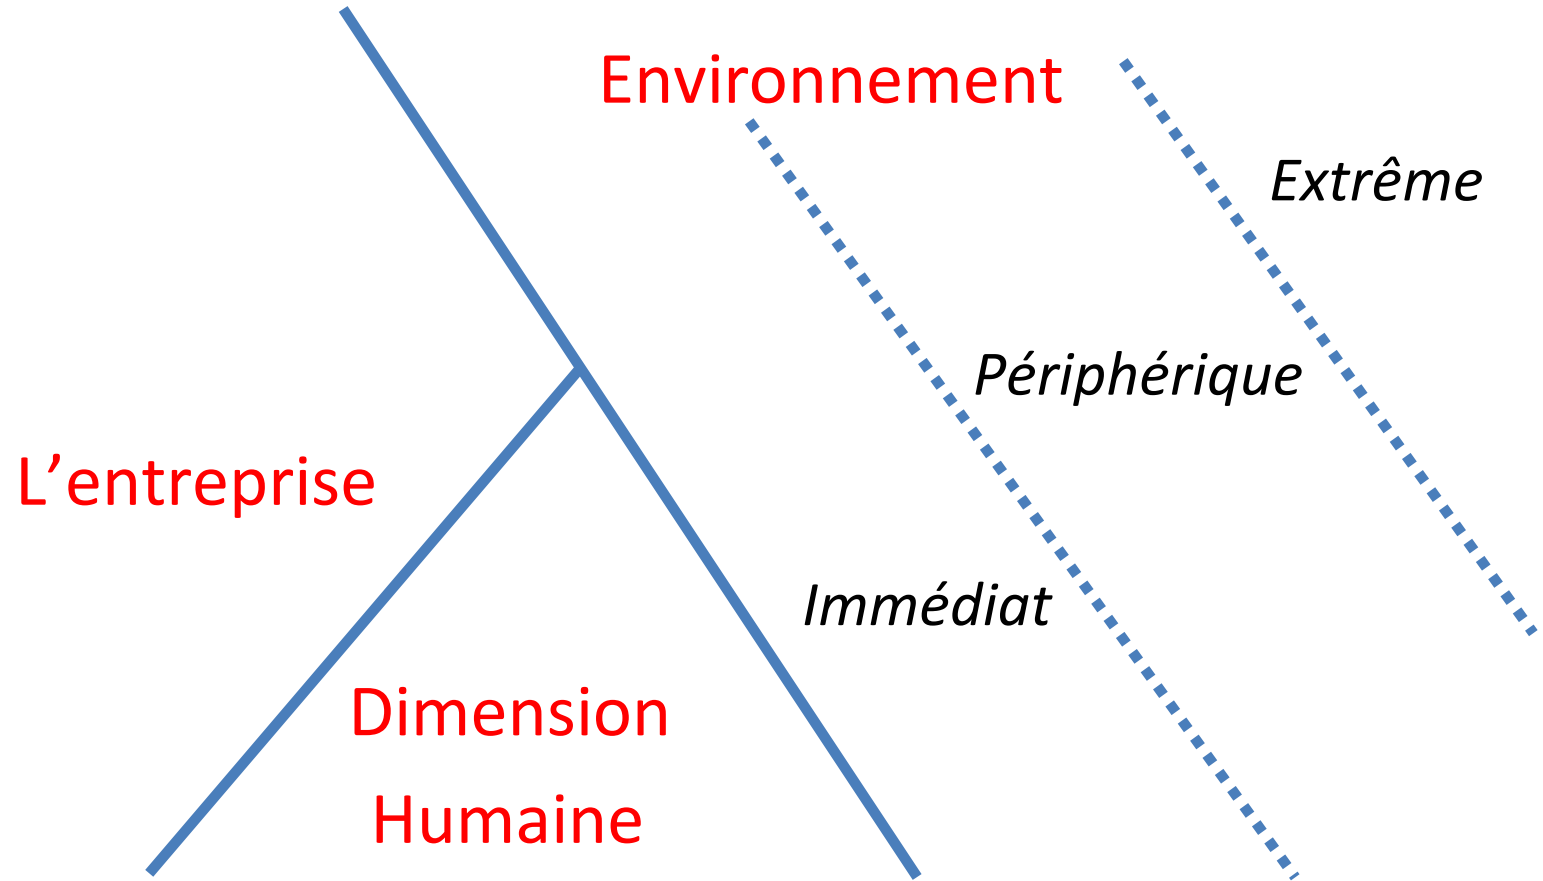 Environnement
Extrême
Périphérique
L’entreprise
Immédiat
Dimension
Humaine